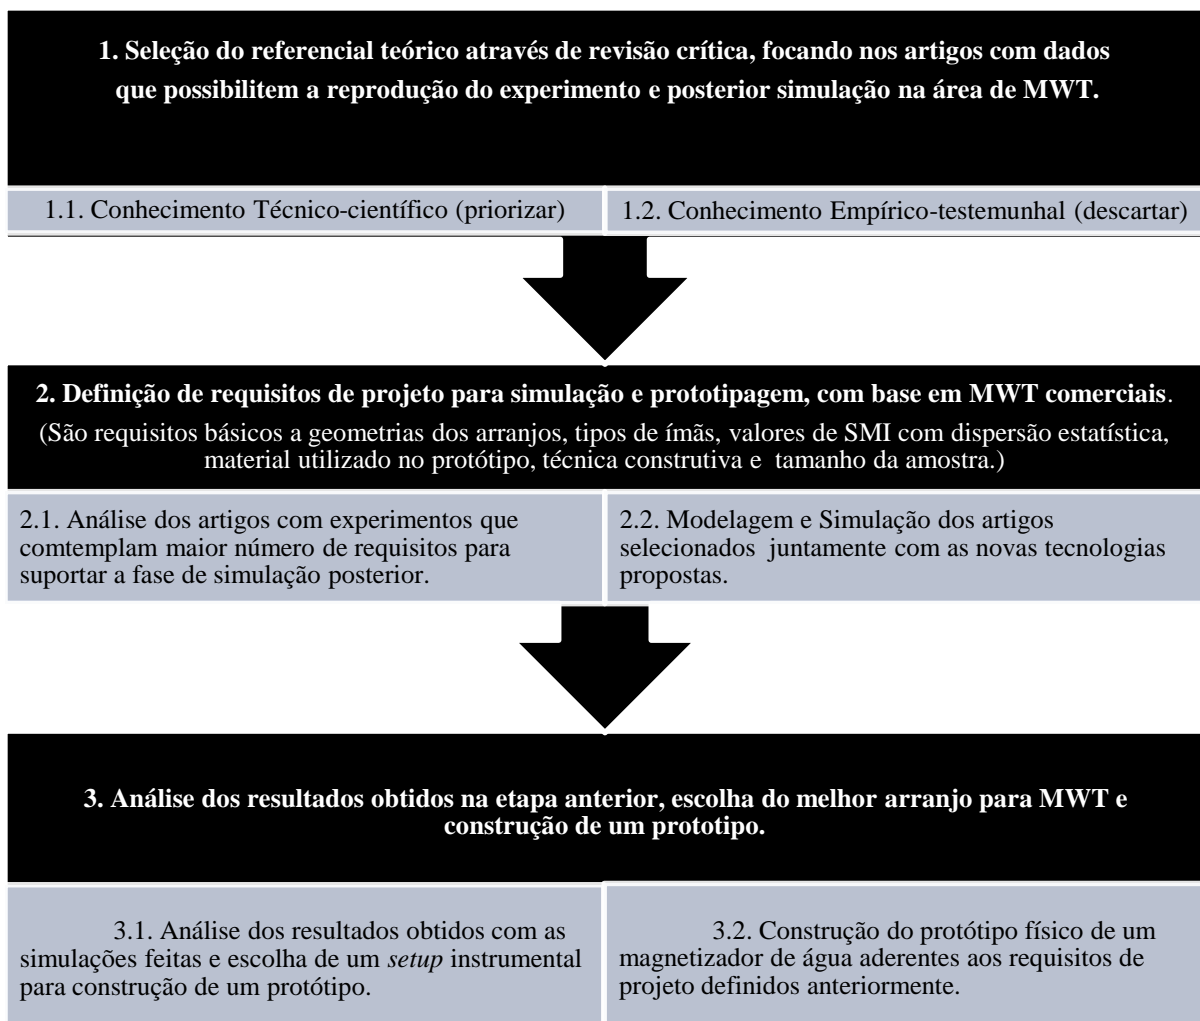 1. Seleção do referencial teórico através de revisão crítica, focando nos artigos com dados
que possibilitem a reprodução do experimento e posterior simulação na área de MWT.
1.1. Conhecimento Técnico-científico (priorizar)
1.2. Conhecimento Empírico-testemunhal (descartar)
2. Definição de requisitos de projeto para simulação e prototipagem, com base em MWT comerciais.
(São requisitos básicos a geometrias dos arranjos, tipos de ímãs, valores de SMI com dispersão estatística,
material utilizado no protótipo, técnica construtiva e tamanho da amostra.)
2.1. Análise dos artigos com experimentos que
comtemplam maior número de requisitos para
suportar a fase de simulação posterior.
2.2. Modelagem e Simulação dos artigos
selecionados juntamente com as novas tecnologias
propostas.
3. Análise dos resultados obtidos na etapa anterior, escolha do melhor arranjo para MWT e
construção de um prototipo.
3.1. Análise dos resultados obtidos com as
simulações feitas e escolha de um setup instrumental
para construção de um protótipo.
3.2. Construção do protótipo físico de um
magnetizador de água aderentes aos requisitos de
projeto definidos anteriormente.